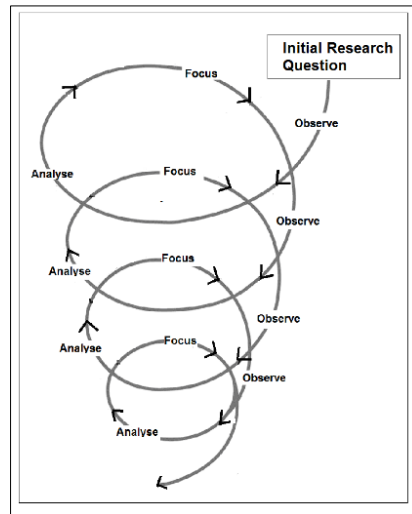 Initial Research
Question
Focus
Observe
Analyse
Focus
Observe
Analyse
Focus
Observe
Analyse
Focus
Observe
Analyse